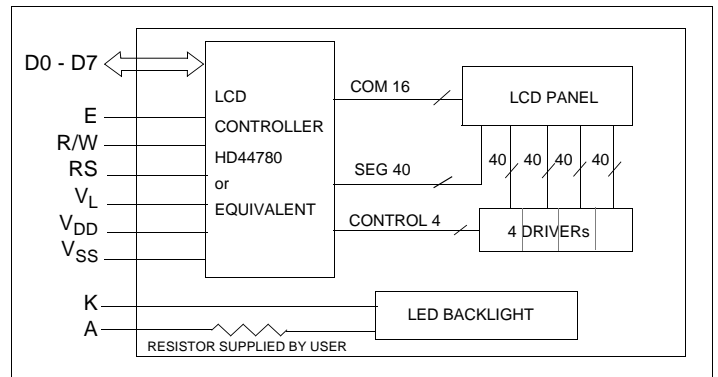 D0 - D7
E
R/W
RS
VL
VDD
VSS
K
A
LCD
CONTROLLER
HD44780
or
EQUIVALENT
COM 16
SEG 40
CONTROL 4
LCD PANEL
40 40 40 40
4 DRIVERs
LED BACKLIGHT
RESISTOR SUPPLIED BY USER